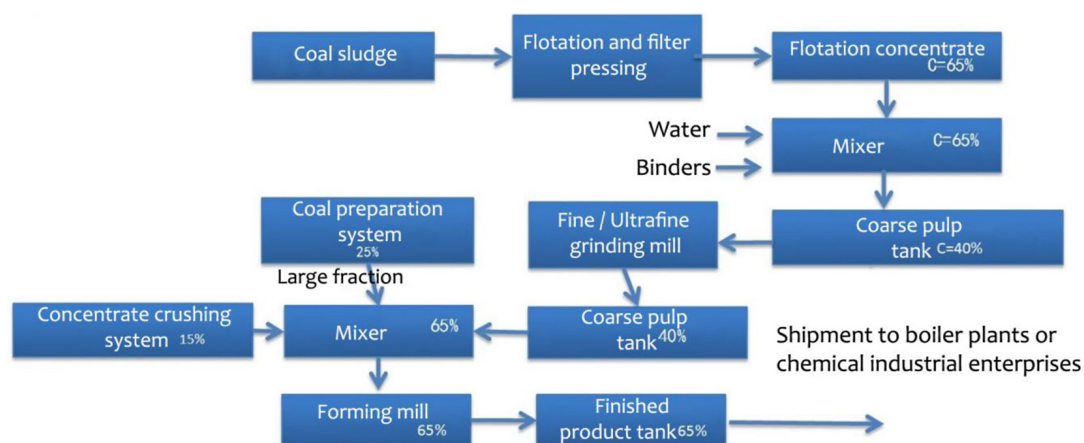 Coal sludge
Flotation and filter
pressing
Flotation concentrate
C=65%
Water
Binders
Mixer C=65%
Coal preparation
system
25%
Large fraction
Fine / Ultrafine
grinding mill
Coarse pulp
tank C=40%
Concentrate crushing
system 15%
Mixer 65%
Coarse pulp
tank 40%
Shipment to boiler plants or
chemical industrial enterprises
Forming mill
65%
Finished
product tank 65%